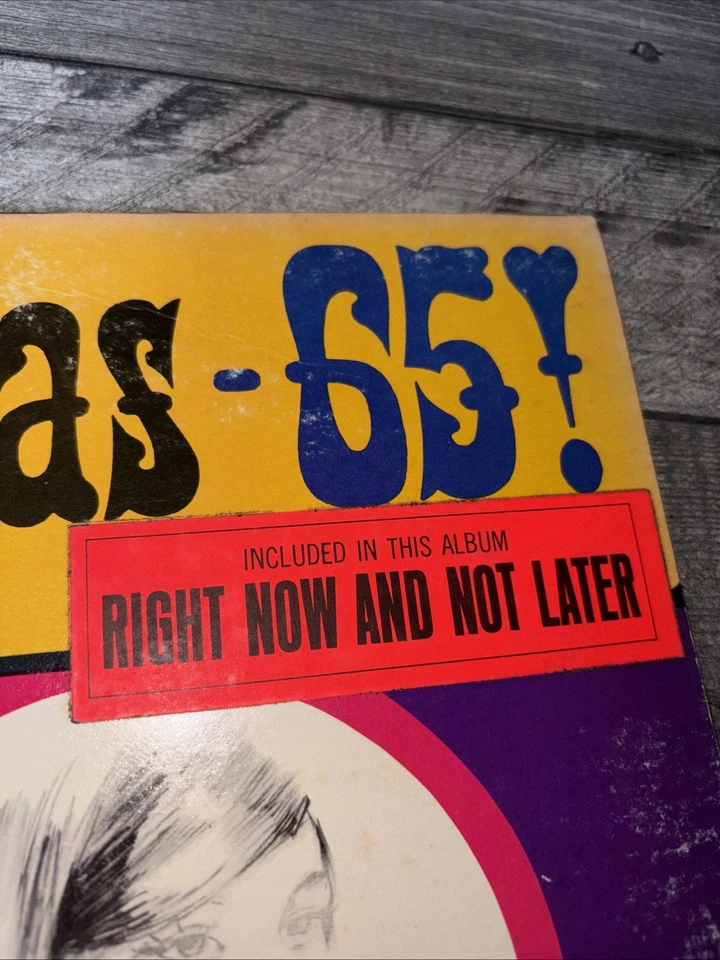 as - 65!
INCLUDED IN THIS ALBUM
RIGHT NOW AND NOT LATER